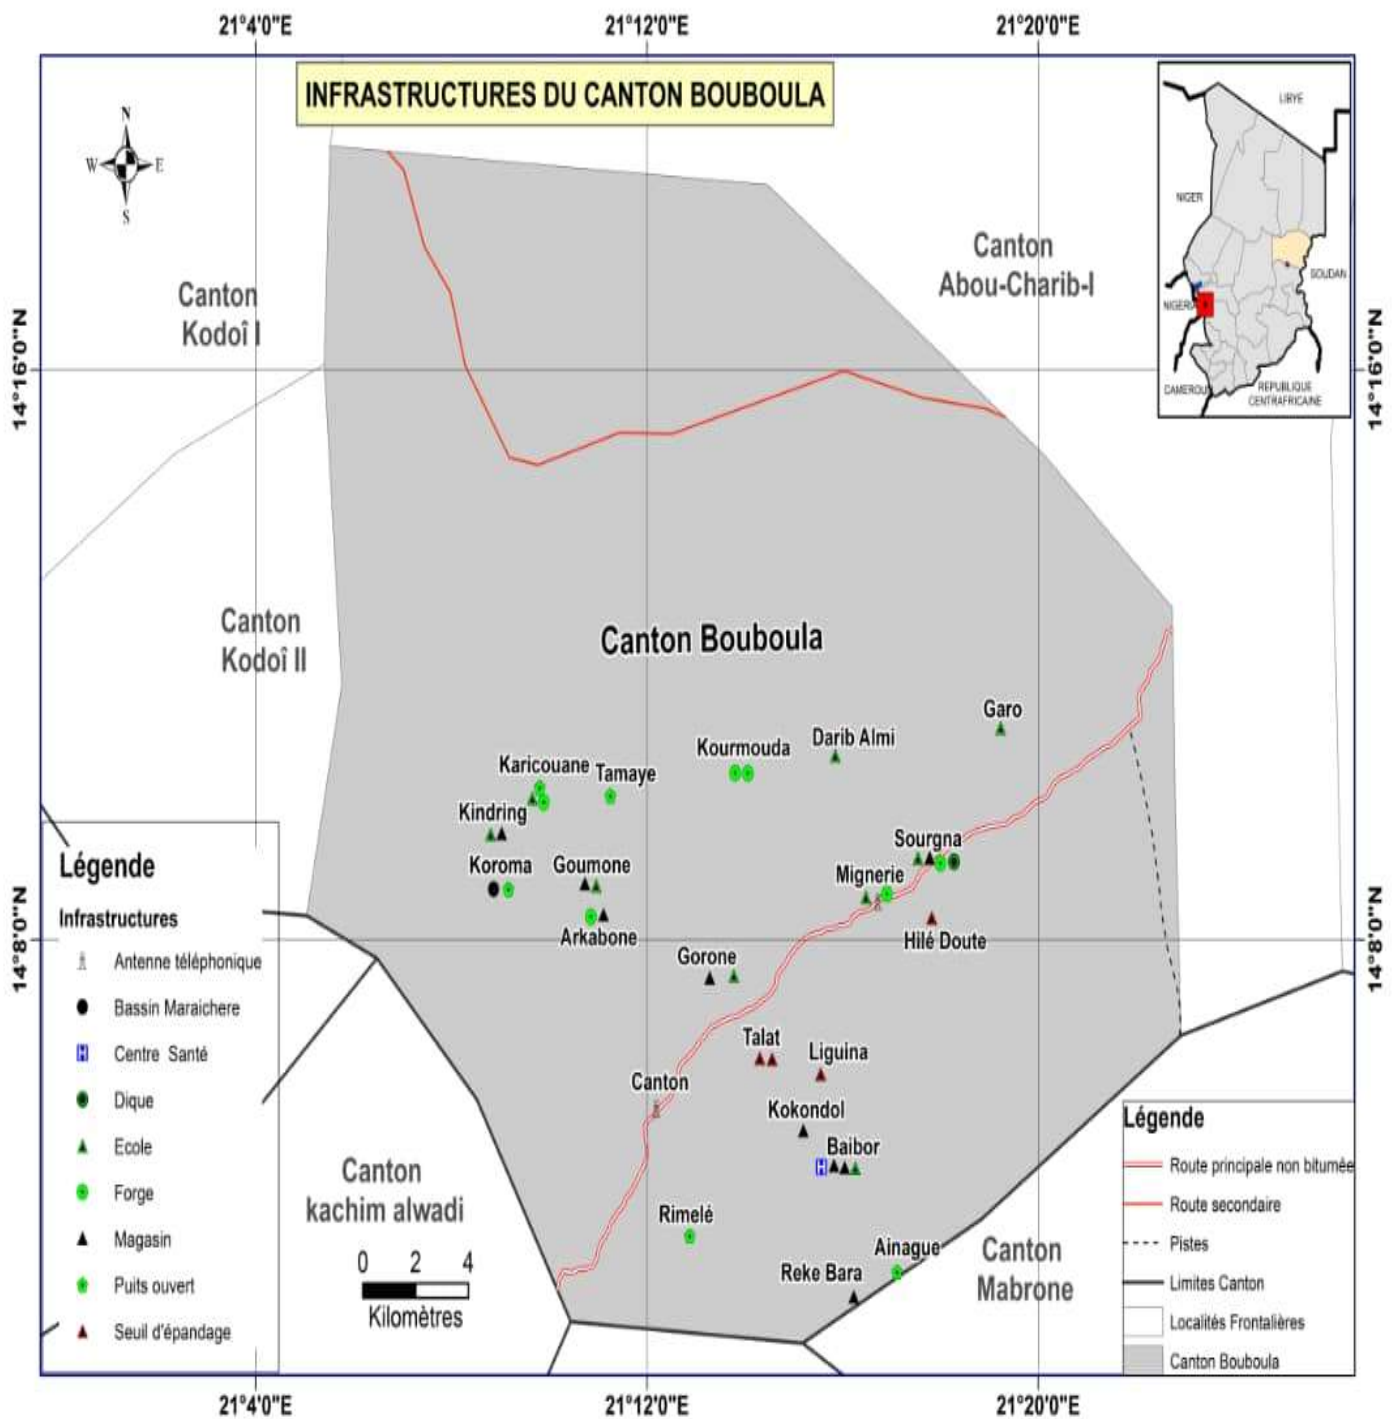 21°4'0"E
21°12'0"E
21°20'0"E
INFRASTRUCTURES DU CANTON BOUBOULA
N
W
E
S
LIBYE
NIGER
SOUDAN
NIGERIA
CAMEROU
REPUBLIQUE
CENTRAFRICAINE
Canton
Abou-Charib-I
Canton
Kodoî I
14°16'0"N
14°16'0"N
Canton
Kodoî II
Canton Bouboula
Garo
Darib Almi
Kourmouda
Karicouane
Tamaye
Kindring
Sourgna
Koroma
Goumone
Mignerie
Arkabone
Hilé Doute
14°8'0"N
14°8'0"N
Gorone
Talat
Liguina
Canton
Kokondol
Baibor
Rimelé
Ainague
Reke Bara
Canton
kachim alwadi
0 2 4
Kilomètres
Canton
Mabrone
Légende
Infrastructures
Antenne téléphonique
Bassin Maraichere
Centre Santé
Dique
Ecole
Forge
Magasin
Puits ouvert
Seuil d'épandage
Légende
Route principale non bitumée
Route secondaire
Pistes
Limites Canton
Localités Frontalières
Canton Bouboula
21°4'0"E
21°12'0"E
21°20'0"E